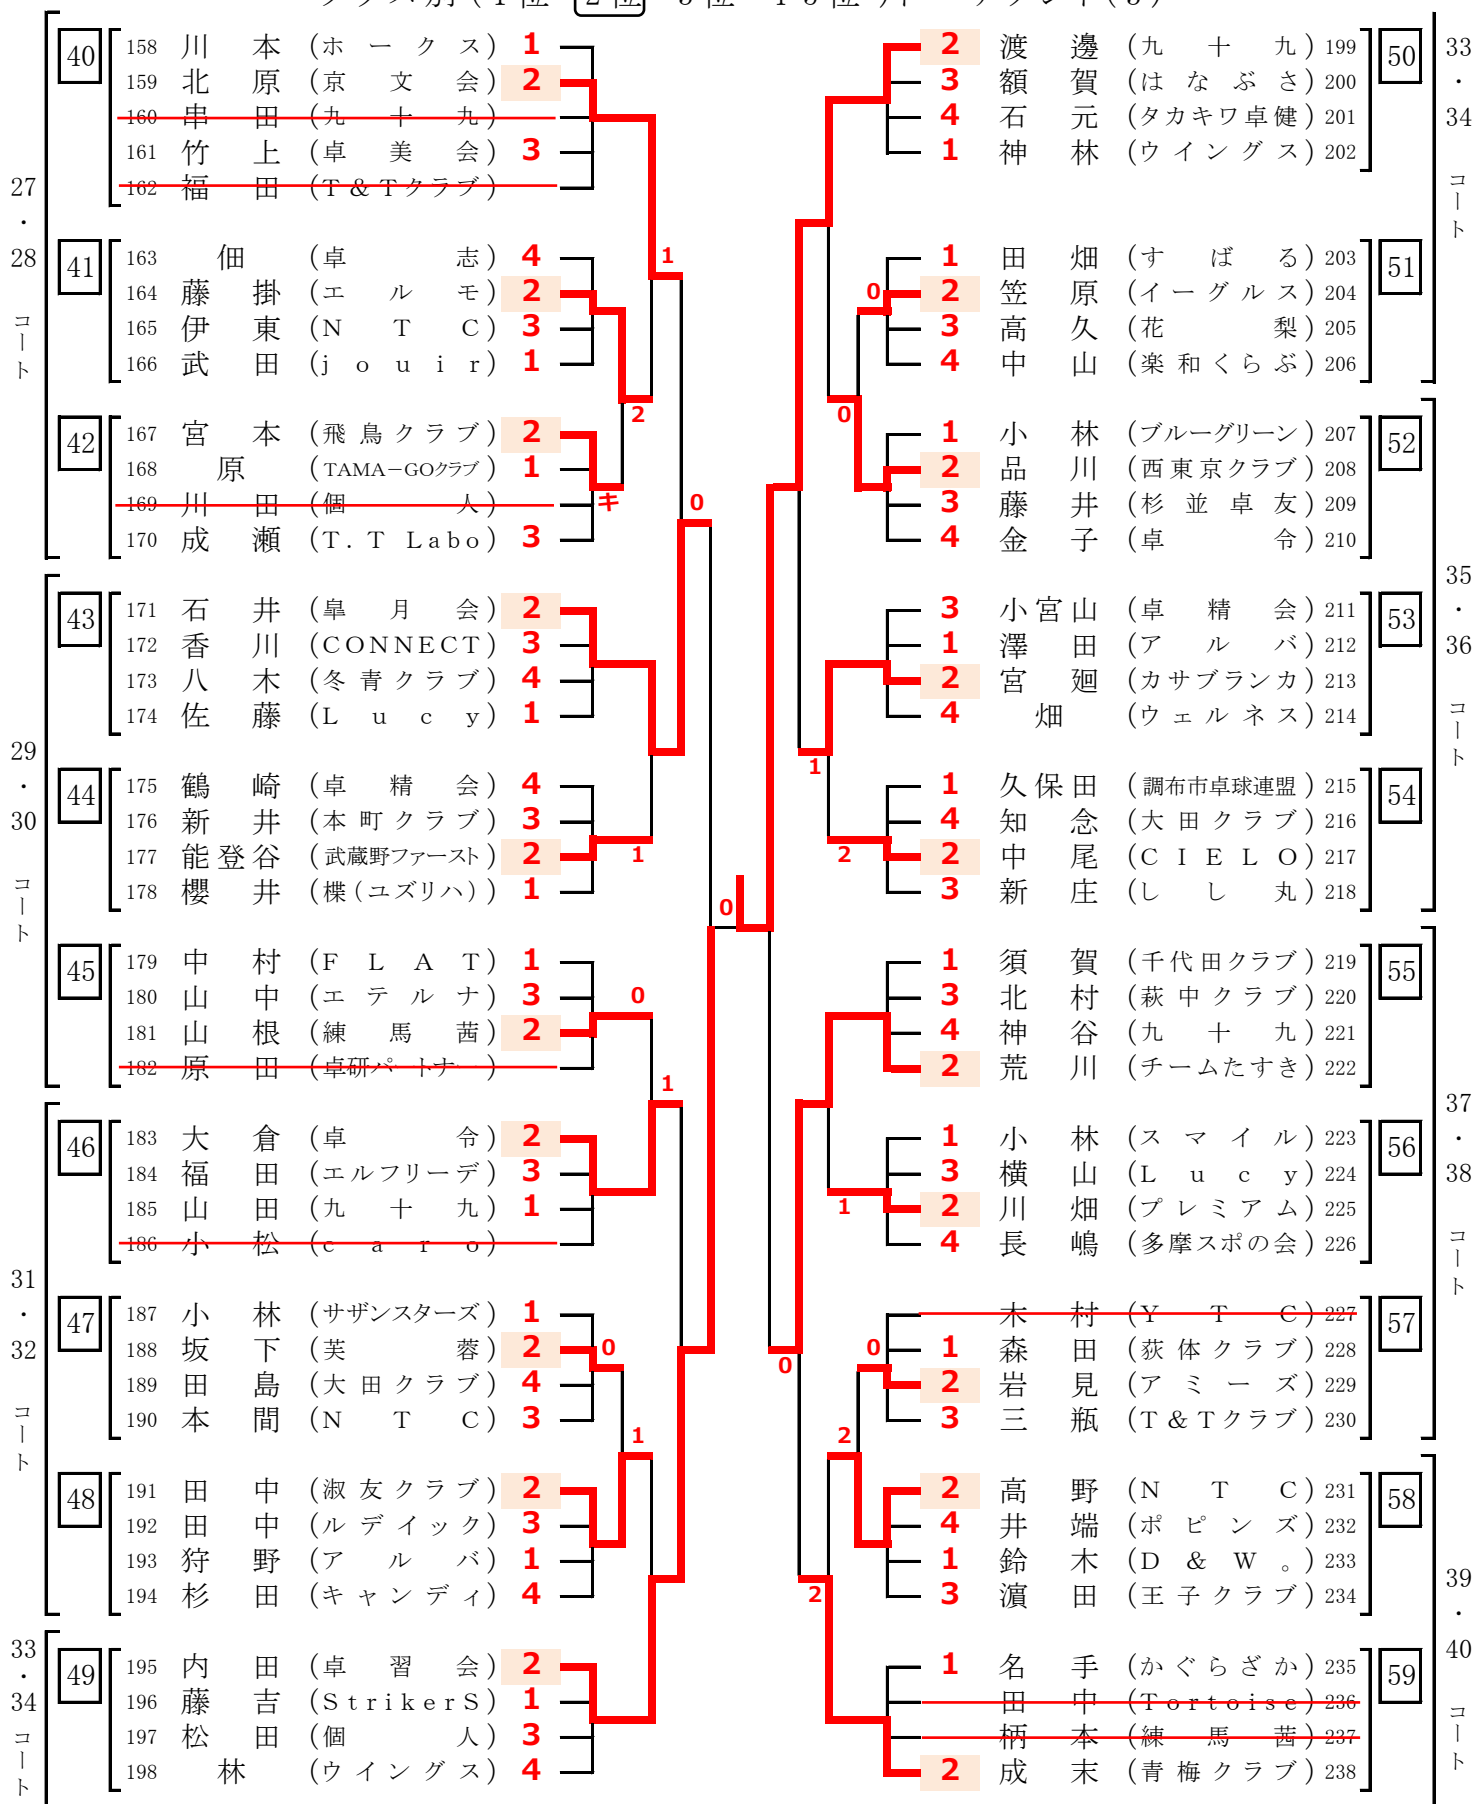 40
158 川本 (ホークス) 1
159 北原 (京文会) 2
160 串田 (九十九)
161 竹上 (卓美会) 3
162 福田 (T&Tクラブ)
41
163 佃 (卓志) 4
164 藤掛 (エルモ) 2
165 伊東 (NTC) 3
166 武田 (jouir) 1
42
167 宮本 (飛鳥クラブ) 2
168 原 (TAMA-GOクラブ) 1
169 川田 (個人)
170 成瀬 (T.T Labo) 3
27・28コート
1
2
キ
0
43
171 石井 (皐月会) 2
172 香川 (CONNECT) 3
173 八木 (冬青クラブ) 4
174 佐藤 (Lucy) 1
44
175 鶴崎 (卓精会) 4
176 新井 (本町クラブ) 3
177 能登谷 (武蔵野ファースト) 2
178 櫻井 (楪(ユズリハ)) 1
45
179 中村 (FLAT) 1
180 山中 (エテルナ) 3
181 山根 (練馬茜) 2
182 原田 (卓研パートナー)
29・30コート
1
0
0
46
183 大倉 (卓令) 2
184 福田 (エルフリーデ) 3
185 山田 (九十九) 1
186 小松 (caro)
47
187 小林 (サザンスターズ) 1
188 坂下 (芙蓉) 2
189 田島 (大田クラブ) 4
190 本間 (NTC) 3
48
191 田中 (淑友クラブ) 2
192 田中 (ルデイック) 3
193 狩野 (アルバ) 1
194 杉田 (キャンディ) 4
31・32コート
1
0
1
49
195 内田 (卓習会) 2
196 藤吉 (StrikerS) 1
197 松田 (個人) 3
198 林 (ウイングス) 4
33・34コート
2 渡邊 (九十九) 199
3 額賀 (はなぶさ) 200
4 石元 (タカキワ卓健) 201
1 神林 (ウイングス) 202
50
1 田畑 (すばる) 203
2 笠原 (イーグルス) 204
3 高久 (花梨) 205
4 中山 (楽和くらぶ) 206
51
33・34コート
0
0
1 小林 (ブルーグリーン) 207
2 品川 (西東京クラブ) 208
3 藤井 (杉並卓友) 209
4 金子 (卓令) 210
52
3 小宮山 (卓精会) 211
1 澤田 (アルバ) 212
2 宮廻 (カサブランカ) 213
4 畑 (ウェルネス) 214
53
1 久保田 (調布市卓球連盟) 215
4 知念 (大田クラブ) 216
2 中尾 (CIELO) 217
3 新庄 (しし丸) 218
54
35・36コート
1
2
1 須賀 (千代田クラブ) 219
3 北村 (萩中クラブ) 220
4 神谷 (九十九) 221
2 荒川 (チームたすき) 222
55
1 小林 (スマイル) 223
3 横山 (Lucy) 224
2 川畑 (プレミアム) 225
4 長嶋 (多摩スポの会) 226
56
木村 (YTC) 227
1 森田 (荻体クラブ) 228
2 岩見 (アミーズ) 229
3 三瓶 (T&Tクラブ) 230
57
37・38コート
1
0
0
2
2 高野 (NTC) 231
4 井端 (ポピンズ) 232
1 鈴木 (D&W。) 233
3 濵田 (王子クラブ) 234
58
1 名手 (かぐらざか) 235
田中 (Tortoise) 236
柄本 (練馬茜) 237
2 成末 (青梅クラブ) 238
59
39・40コート
2